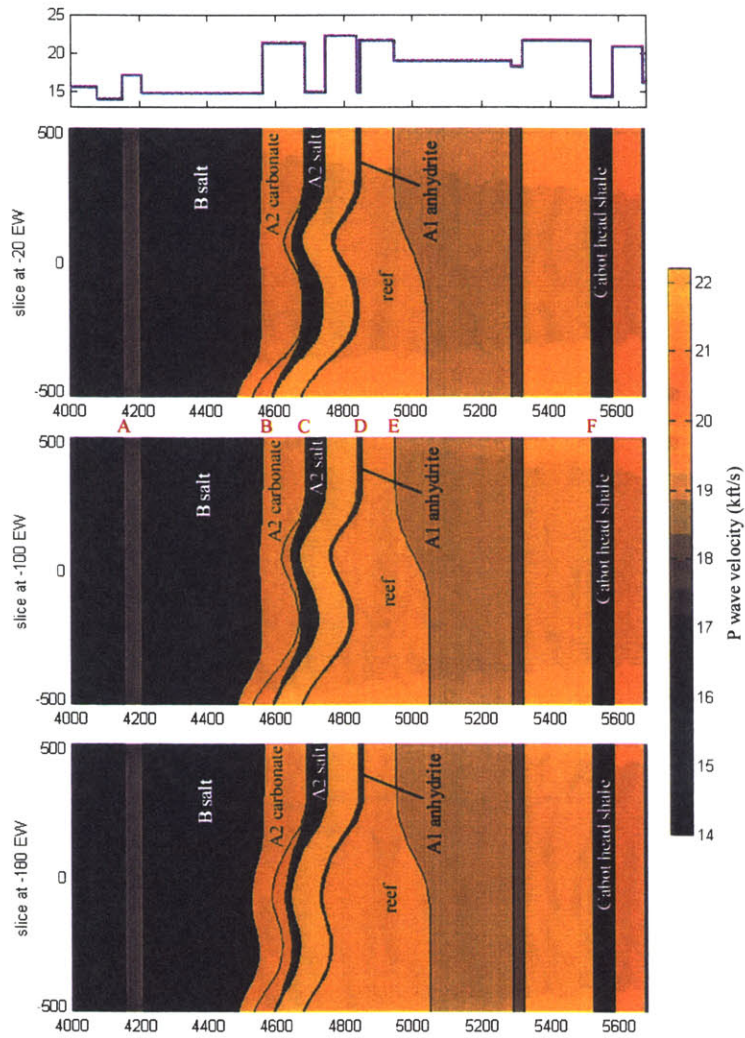 25
20
15
500
0
-500
slice at -20 EW
B salt
A2 carbonate
A2 salt
A1 anhydrite
reef
Cabot head shale
4000 4200 4400 4600 4800 5000 5200 5400 5600
A B C D E F
500
0
-500
slice at -100 EW
B salt
A2 carbonate
A2 salt
A1 anhydrite
reef
Cabot head shale
4000 4200 4400 4600 4800 5000 5200 5400 5600
500
0
-500
slice at -180 EW
B salt
A2 carbonate
A2 salt
A1 anhydrite
reef
Cabot head shale
4000 4200 4400 4600 4800 5000 5200 5400 5600
22
21
20
19
18
17
16
15
14
P wave velocity (kft/s)